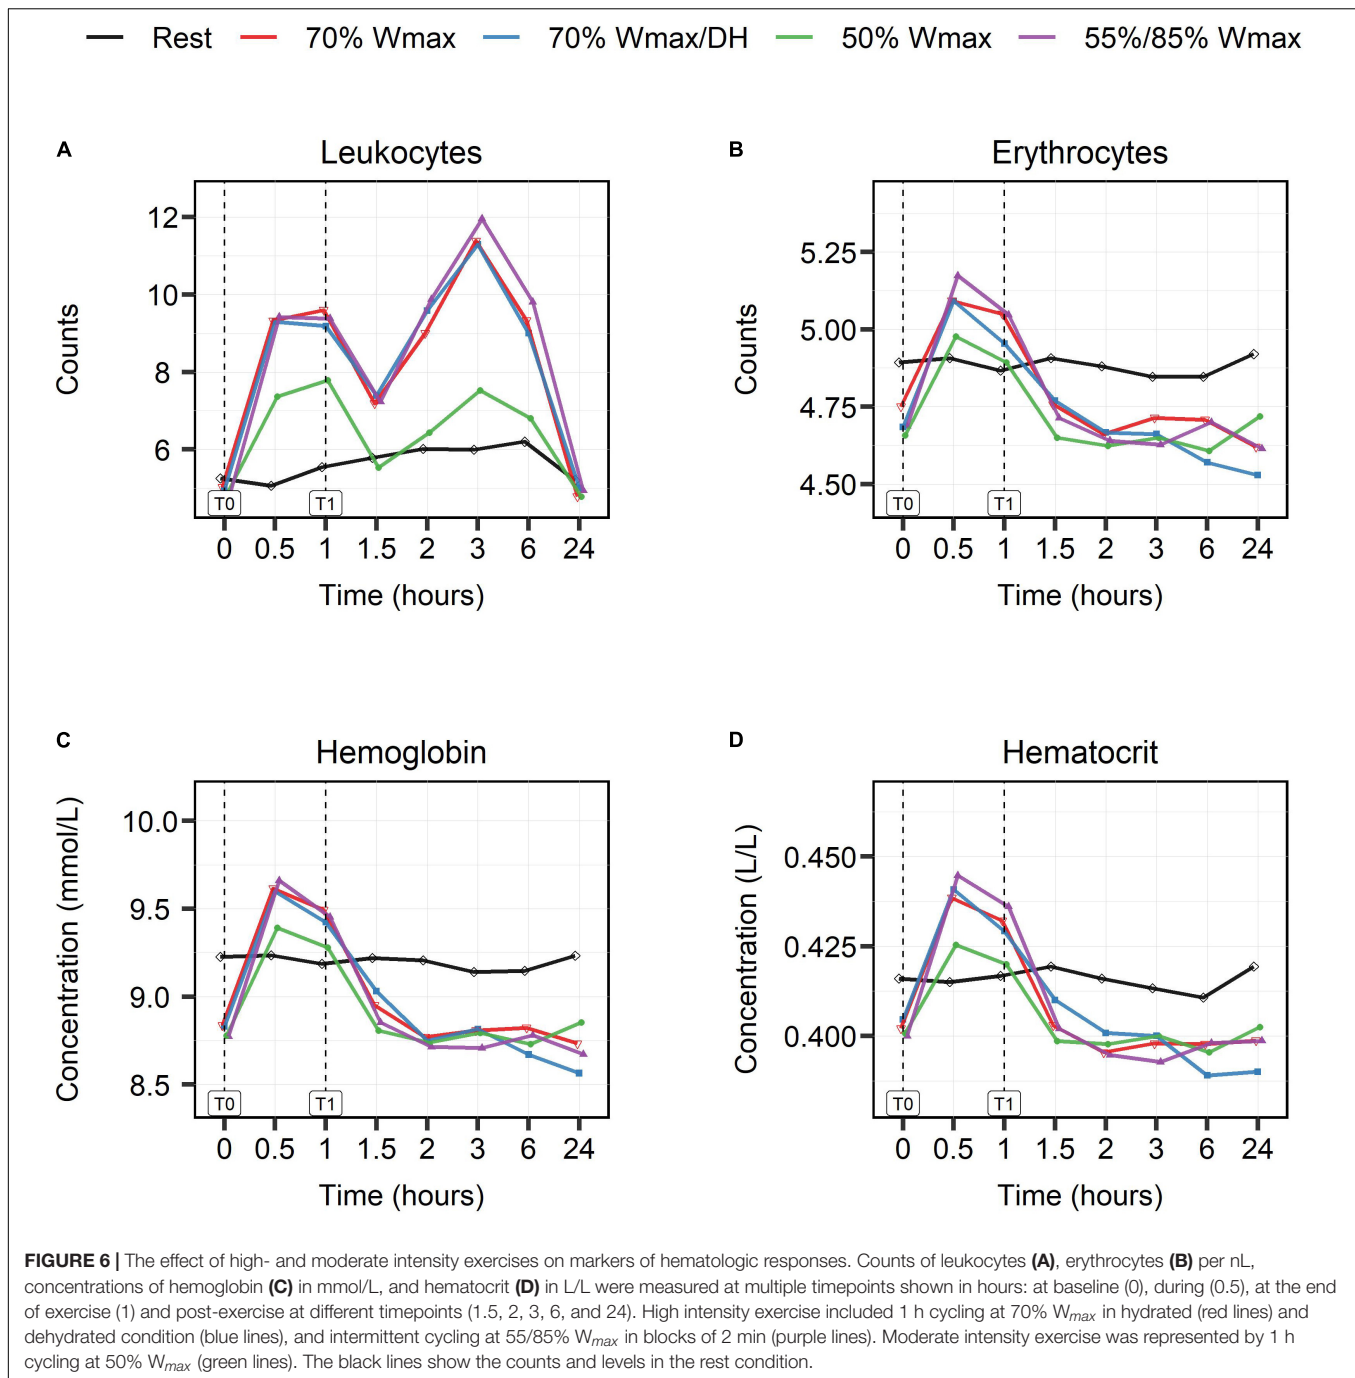 Rest 70% Wmax 70% Wmax/DH 50% Wmax 55%/85% Wmax
A
Leukocytes
Counts
12
10
8
6
T0 T1
0 0.5 1 1.5 2 3 6 24
Time (hours)
B
Erythrocytes
Counts
5.25
5.00
4.75
4.50
T0 T1
0 0.5 1 1.5 2 3 6 24
Time (hours)
C
Hemoglobin
Concentration (mmol/L)
10.0
9.5
9.0
8.5
T0 T1
0 0.5 1 1.5 2 3 6 24
Time (hours)
D
Hematocrit
Concentration (L/L)
0.450
0.425
0.400
T0 T1
0 0.5 1 1.5 2 3 6 24
Time (hours)
FIGURE 6 | The effect of high- and moderate intensity exercises on markers of hematologic responses. Counts of leukocytes (A), erythrocytes (B) per nL,
concentrations of hemoglobin (C) in mmol/L, and hematocrit (D) in L/L were measured at multiple timepoints shown in hours: at baseline (0), during (0.5), at the end
of exercise (1) and post-exercise at different timepoints (1.5, 2, 3, 6, and 24). High intensity exercise included 1 h cycling at 70% Wmax in hydrated (red lines) and
dehydrated condition (blue lines), and intermittent cycling at 55/85% Wmax in blocks of 2 min (purple lines). Moderate intensity exercise was represented by 1 h
cycling at 50% Wmax (green lines). The black lines show the counts and levels in the rest condition.